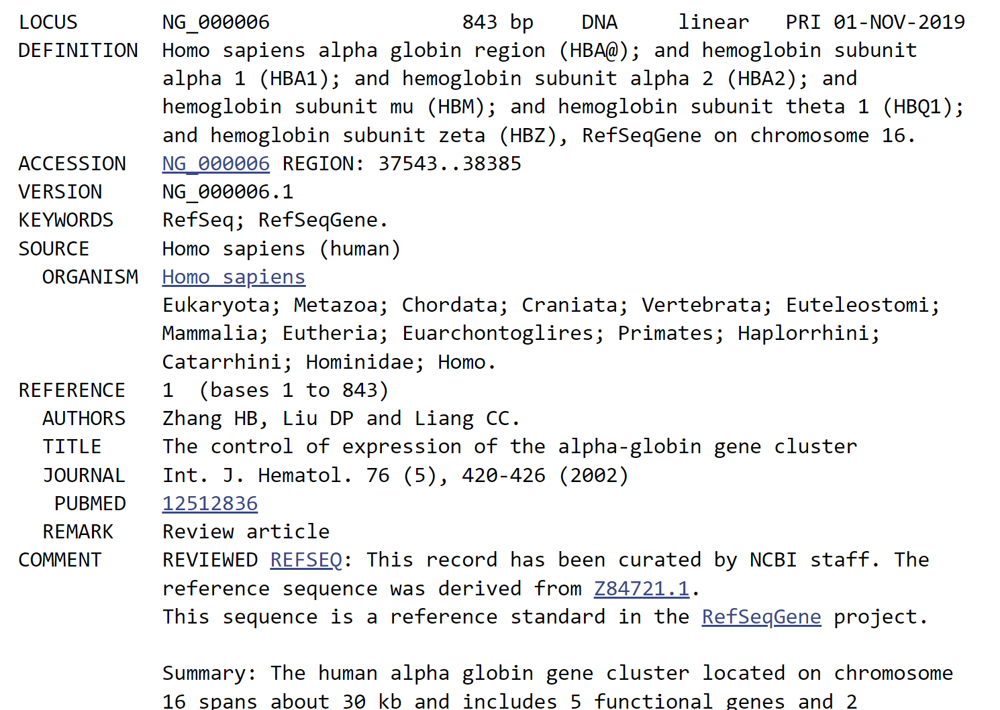 LOCUS       NG_000006                843 bp    DNA     linear   PRI 01-NOV-2019
DEFINITION  Homo sapiens alpha globin region (HBA@); and hemoglobin subunit
            alpha 1 (HBA1); and hemoglobin subunit alpha 2 (HBA2); and
            hemoglobin subunit mu (HBM); and hemoglobin subunit theta 1 (HBQ1);
            and hemoglobin subunit zeta (HBZ), RefSeqGene on chromosome 16.
ACCESSION   NG_000006 REGION: 37543..38385
VERSION     NG_000006.1
KEYWORDS    RefSeq; RefSeqGene.
SOURCE      Homo sapiens (human)
  ORGANISM  Homo sapiens
            Eukaryota; Metazoa; Chordata; Craniata; Vertebrata; Euteleostomi;
            Mammalia; Eutheria; Euarchontoglires; Primates; Haplorrhini;
            Catarrhini; Hominidae; Homo.
REFERENCE   1  (bases 1 to 843)
  AUTHORS   Zhang HB, Liu DP and Liang CC.
  TITLE     The control of expression of the alpha-globin gene cluster
  JOURNAL   Int. J. Hematol. 76 (5), 420-426 (2002)
   PUBMED   12512836
  REMARK    Review article
COMMENT     REVIEWED REFSEQ: This record has been curated by NCBI staff. The
            reference sequence was derived from Z84721.1.
            This sequence is a reference standard in the RefSeqGene project.

            Summary: The human alpha globin gene cluster located on chromosome
            16 spans about 30 kb and includes 5 functional genes and 2